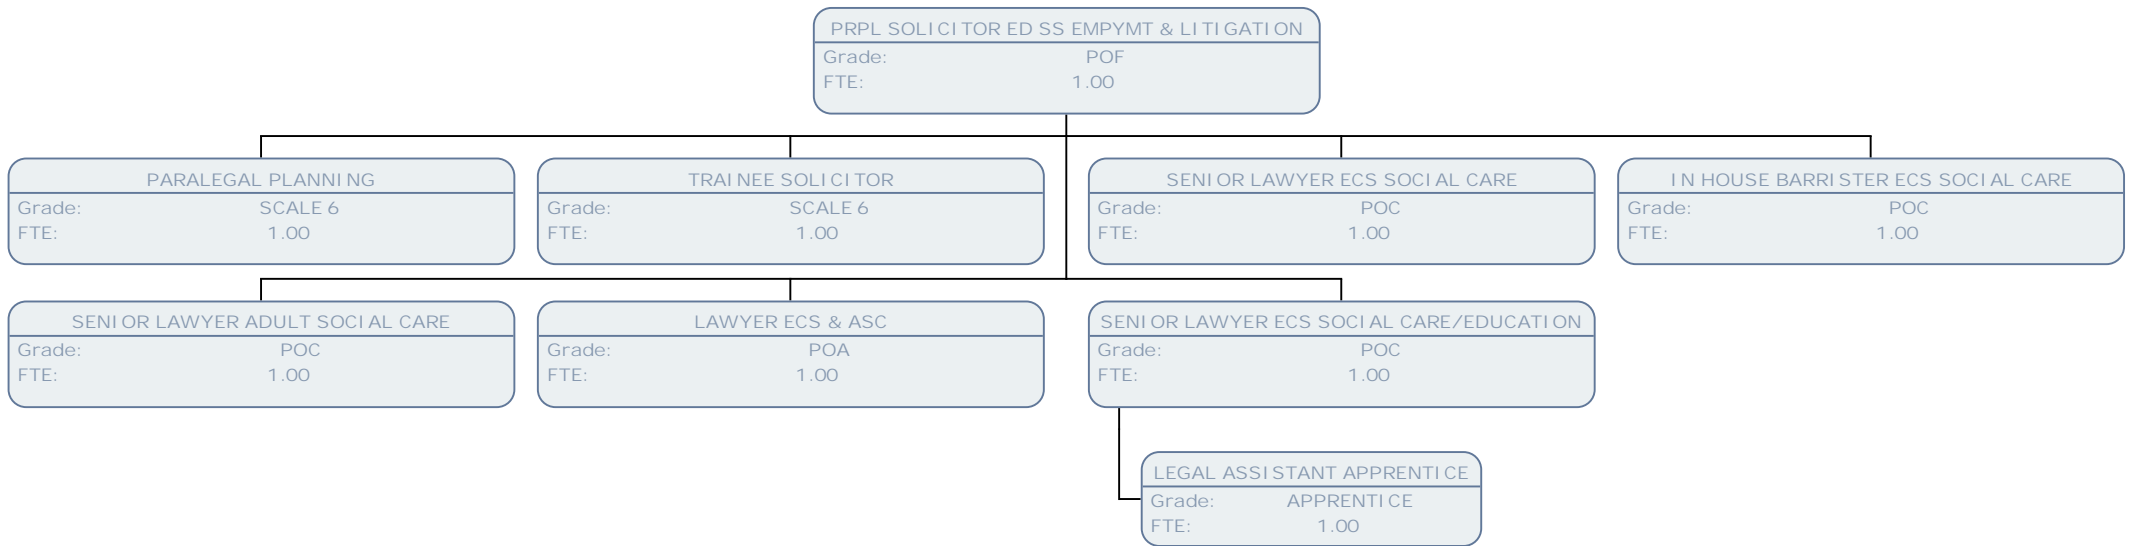 PRPL SOLICITOR ED SS EMPYMT & LITIGATION
Grade: POF
FTE: 1.00
PARALEGAL PLANNING
Grade: SCALE 6
FTE: 1.00
TRAINEE SOLICITOR
Grade: SCALE 6
FTE: 1.00
SENIOR LAWYER ECS SOCIAL CARE
Grade: POC
FTE: 1.00
IN HOUSE BARRISTER ECS SOCIAL CARE
Grade: POC
FTE: 1.00
SENIOR LAWYER ADULT SOCIAL CARE
Grade: POC
FTE: 1.00
LAWYER ECS & ASC
Grade: POA
FTE: 1.00
SENIOR LAWYER ECS SOCIAL CARE/EDUCATION
Grade: POC
FTE: 1.00
LEGAL ASSISTANT APPRENTICE
Grade: APPRENTICE
FTE: 1.00